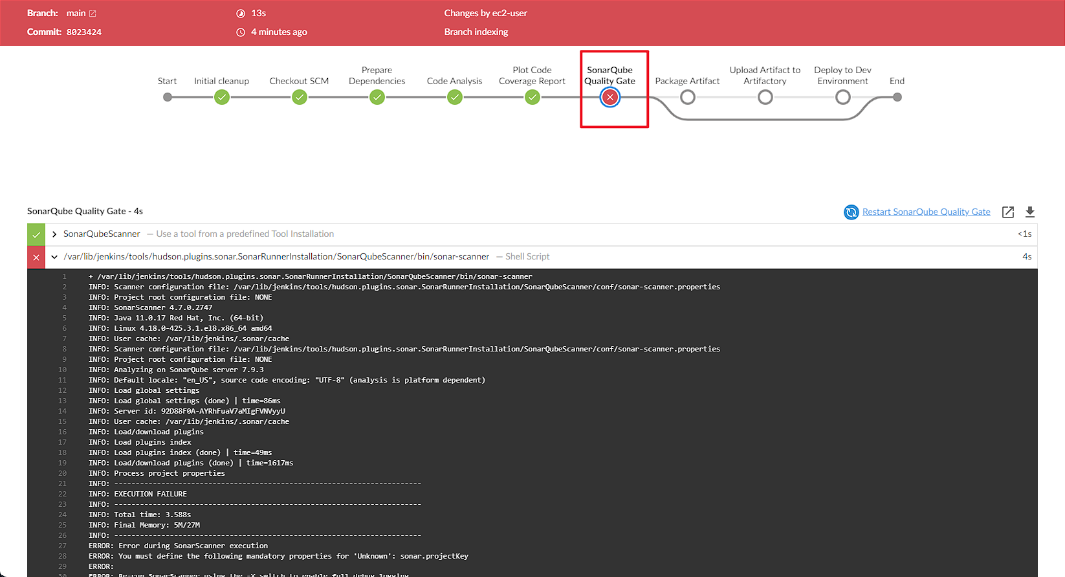 Branch: main 13s Changes by ec2-user
Commit: 8023424 4 minutes ago Branch indexing
Start Initial cleanup Checkout SCM Prepare Dependencies Code Analysis Plot Code Coverage Report SonarQube Quality Gate Package Artifact Upload Artifact to Artifactory Deploy to Dev Environment End
SonarQube Quality Gate - 4s Restart SonarQube Quality Gate
SonarQubeScanner — Use a tool from a predefined Tool Installation <1s
/var/lib/jenkins/tools/hudson.plugins.sonar.SonarRunnerInstallation/SonarQubeScanner/bin/sonar-scanner — Shell Script 4s
1 + /var/lib/jenkins/tools/hudson.plugins.sonar.SonarRunnerInstallation/SonarQubeScanner/bin/sonar-scanner
2 INFO: Scanner configuration file: /var/lib/jenkins/tools/hudson.plugins.sonar.SonarRunnerInstallation/SonarQubeScanner/conf/sonar-scanner.properties
3 INFO: Project root configuration file: NONE
4 INFO: SonarScanner 4.7.0.2747
5 INFO: Java 11.0.17 Red Hat, Inc. (64-bit)
6 INFO: Linux 4.18.0-425.3.1.el8.x86_64 amd64
7 INFO: User cache: /var/lib/jenkins/.sonar/cache
8 INFO: Scanner configuration file: /var/lib/jenkins/tools/hudson.plugins.sonar.SonarRunnerInstallation/SonarQubeScanner/conf/sonar-scanner.properties
9 INFO: Project root configuration file: NONE
10 INFO: Analyzing on SonarQube server 7.9.3
11 INFO: Default locale: "en_US", source code encoding: "UTF-8" (analysis is platform dependent)
12 INFO: Load global settings
13 INFO: Load global settings (done) | time=86ms
14 INFO: Server id: 92D88F0A-AYRhFuaV7aMIgFVNVyyU
15 INFO: User cache: /var/lib/jenkins/.sonar/cache
16 INFO: Load/download plugins
17 INFO: Load plugins index
18 INFO: Load plugins index (done) | time=49ms
19 INFO: Load/download plugins (done) | time=1617ms
20 INFO: Process project properties
21 INFO: ------------------------------------------------------------------------
22 INFO: EXECUTION FAILURE
23 INFO: ------------------------------------------------------------------------
24 INFO: Total time: 3.588s
25 INFO: Final Memory: 5M/27M
26 INFO: ------------------------------------------------------------------------
27 ERROR: Error during SonarScanner execution
28 ERROR: You must define the following mandatory properties for 'Unknown': sonar.projectKey
29 ERROR:
30 ERROR: Re-run SonarScanner using the -X switch to enable full debug logging